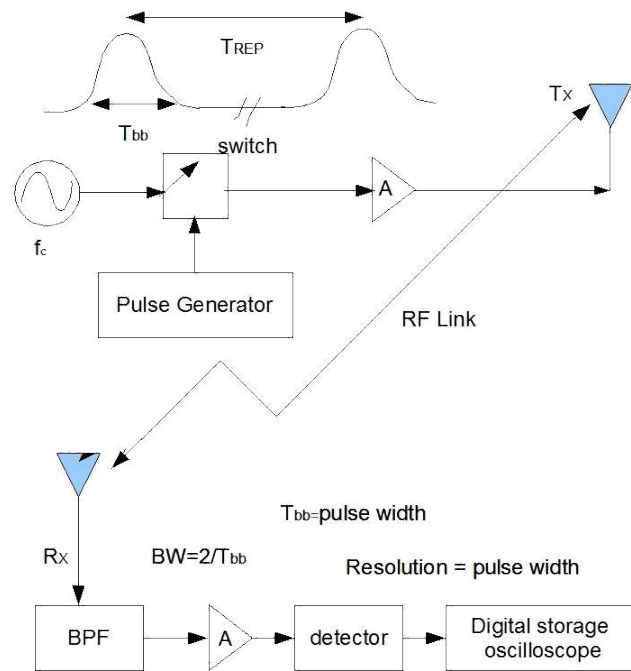 TREP
TX
Tbb
switch
A
fc
Pulse Generator
RF Link
Tbb=pulse width
RX
BW=2/Tbb
Resolution = pulse width
BPF
A
detector
Digital storage
oscilloscope